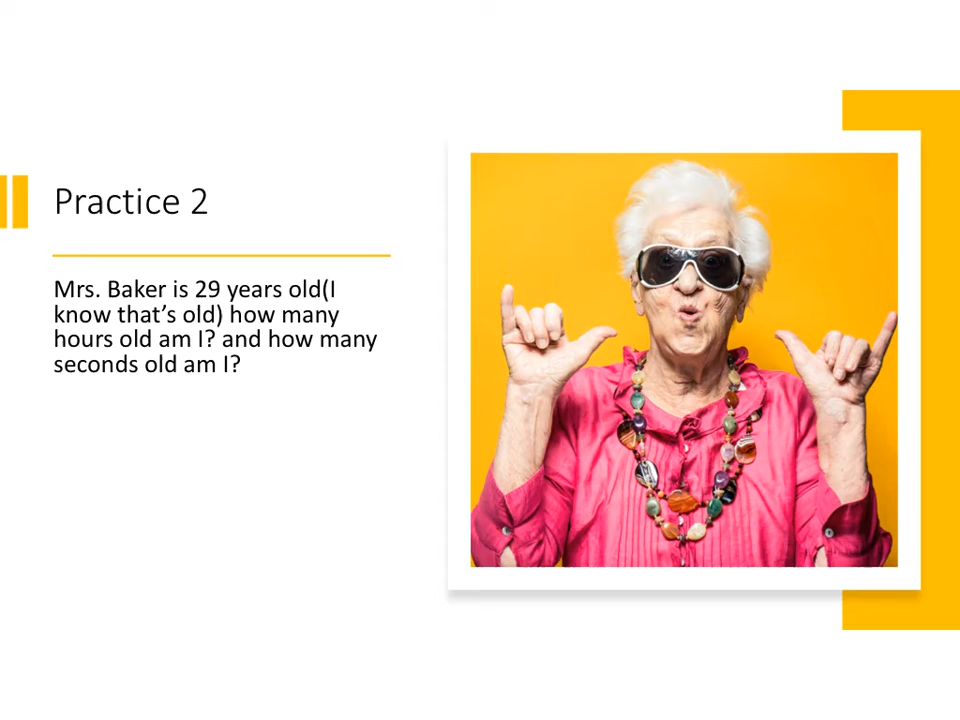 Practice 2
Mrs. Baker is 29 years old(I
know that’s old) how many
hours old am I? and how many
seconds old am I?